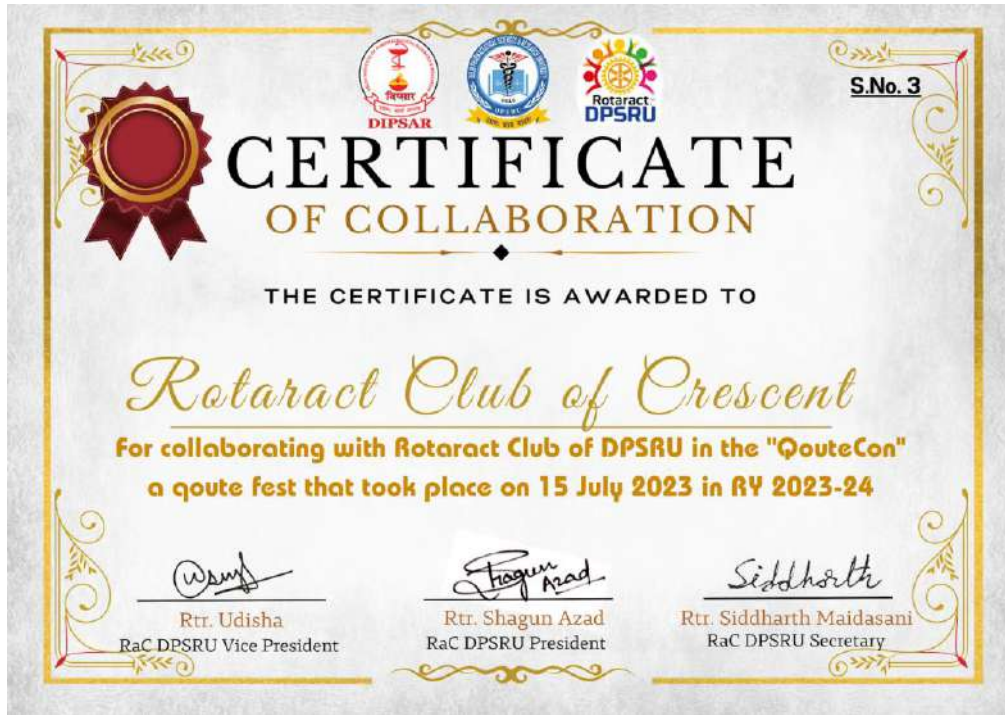 दिप्सार
DIPSAR
DPSRU
Rotaract
DPSRU
S.No. 3
CERTIFICATE
OF COLLABORATION
THE CERTIFICATE IS AWARDED TO
Rotaract Club of Crescent
For collaborating with Rotaract Club of DPSRU in the "QouteCon"
a qoute fest that took place on 15 July 2023 in RY 2023-24
Shagun
Azad
Siddharth
Rtr. Udisha
Rtr. Shagun Azad
Rtr. Siddharth Maidasani
RaC DPSRU Vice President
RaC DPSRU President
RaC DPSRU Secretary